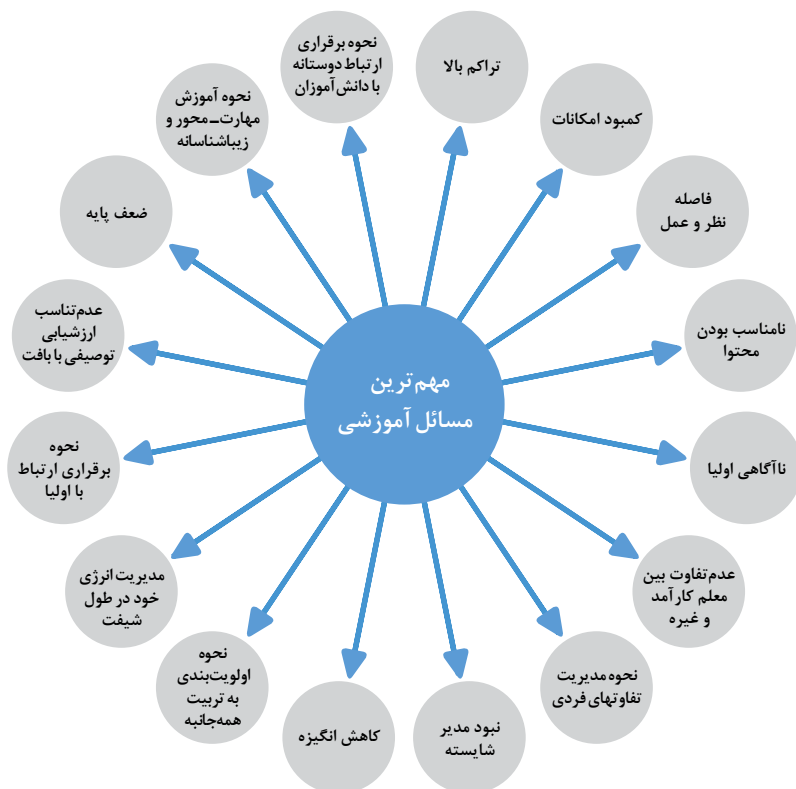 مهم‌ترین
مسائل آموزشی
تراکم بالا
کمبود امکانات
فاصله
نظر و عمل
نامناسب بودن
محتوا
ناآگاهی اولیا
عدم‌تفاوت بین
معلم کارآمد
و غیره
نحوه مدیریت
تفاوتهای فردی
نبود مدیر
شایسته
کاهش انگیزه
نحوه
اولویت‌بندی
به تربیت
همه‌جانبه
مدیریت انرژی
خود در طول
شیفت
نحوه
برقراری ارتباط
با اولیا
عدم‌تناسب
ارزشیابی
توصیفی با بافت
ضعف پایه
نحوه آموزش
مهارت‌ـ‌محور و
زیباشناسانه
نحوه برقراری
ارتباط دوستانه
با دانش‌آموزان